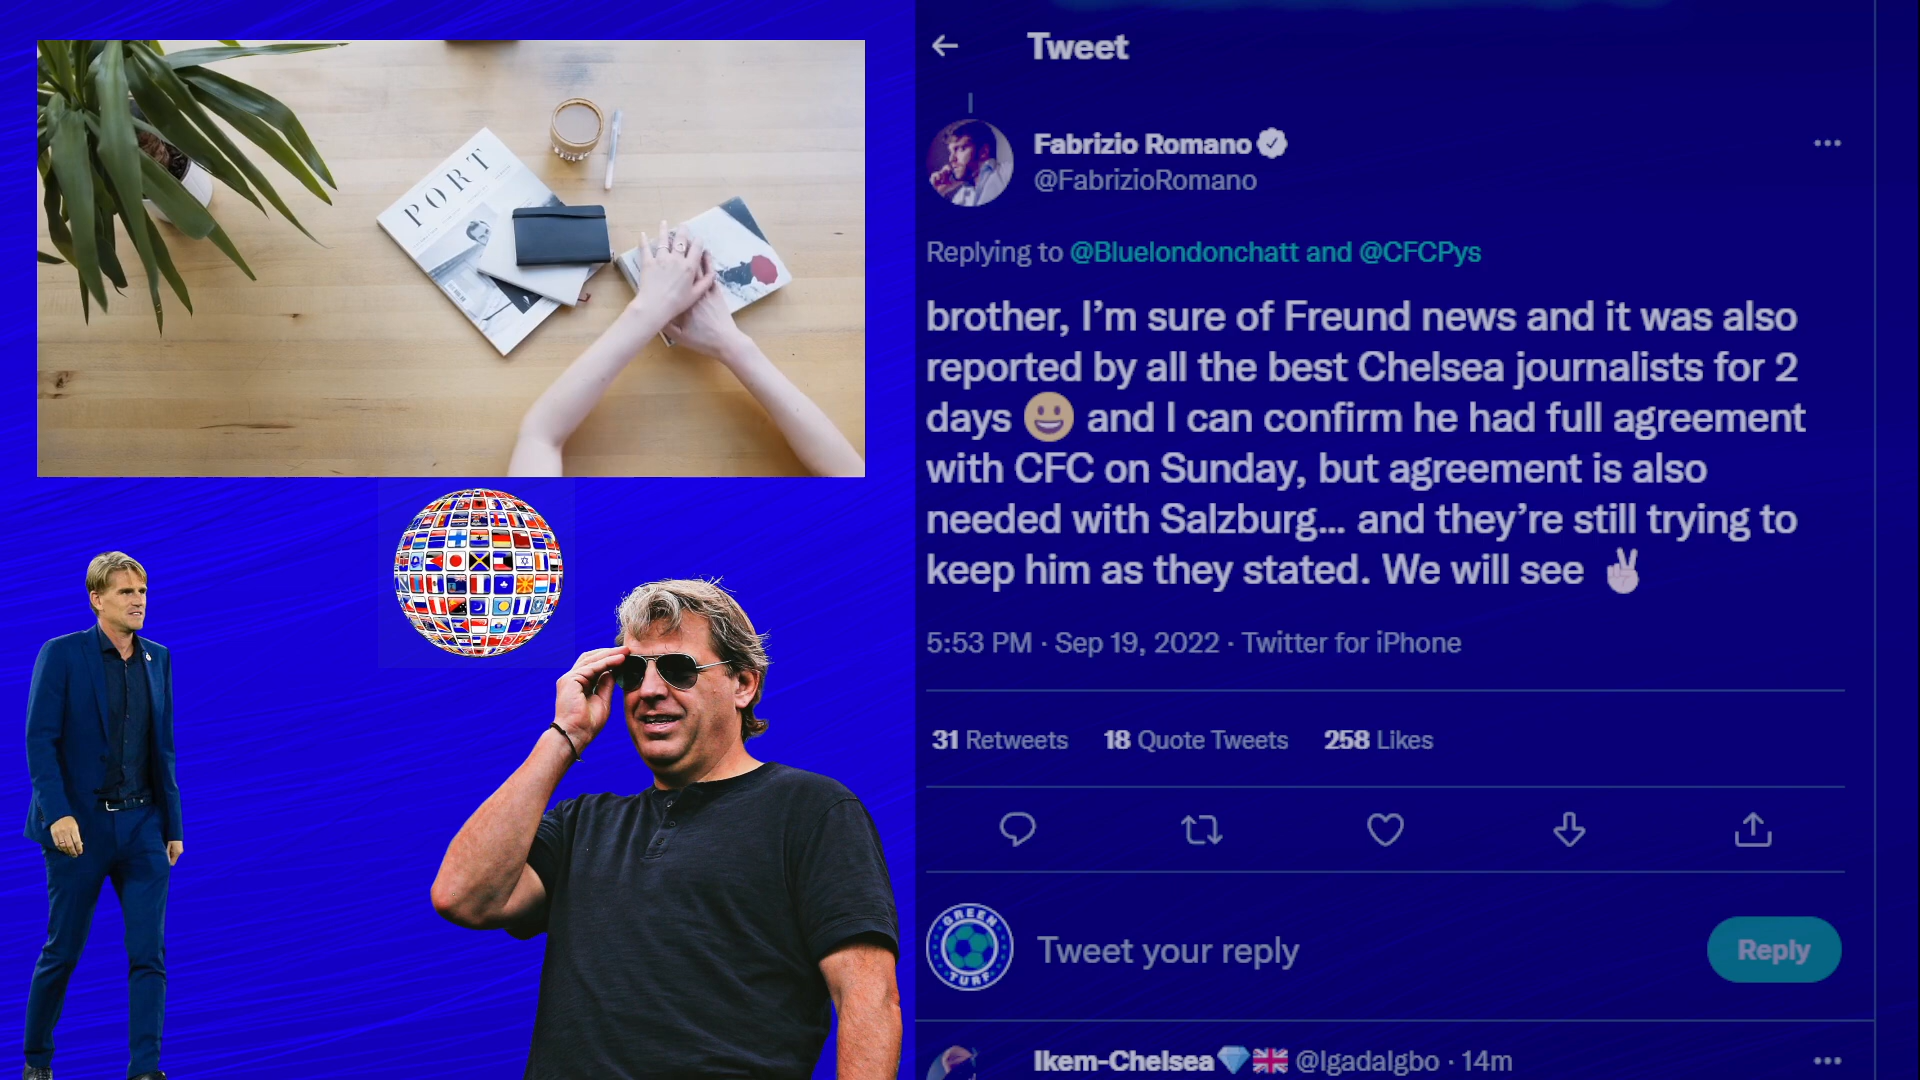 PORT
Tweet
Fabrizio Romano
@FabrizioRomano
Replying to @Bluelondonchatt and @CFCPys
brother, I’m sure of Freund news and it was also
reported by all the best Chelsea journalists for 2
days 😀 and I can confirm he had full agreement
with CFC on Sunday, but agreement is also
needed with Salzburg... and they’re still trying to
keep him as they stated. We will see ✌🏻
5:53 PM · Sep 19, 2022 · Twitter for iPhone
31 Retweets 18 Quote Tweets 258 Likes
GREEN
TURF
Tweet your reply
Reply
Ikem-Chelsea💎🇬🇧 @IgadaIgbo · 14m